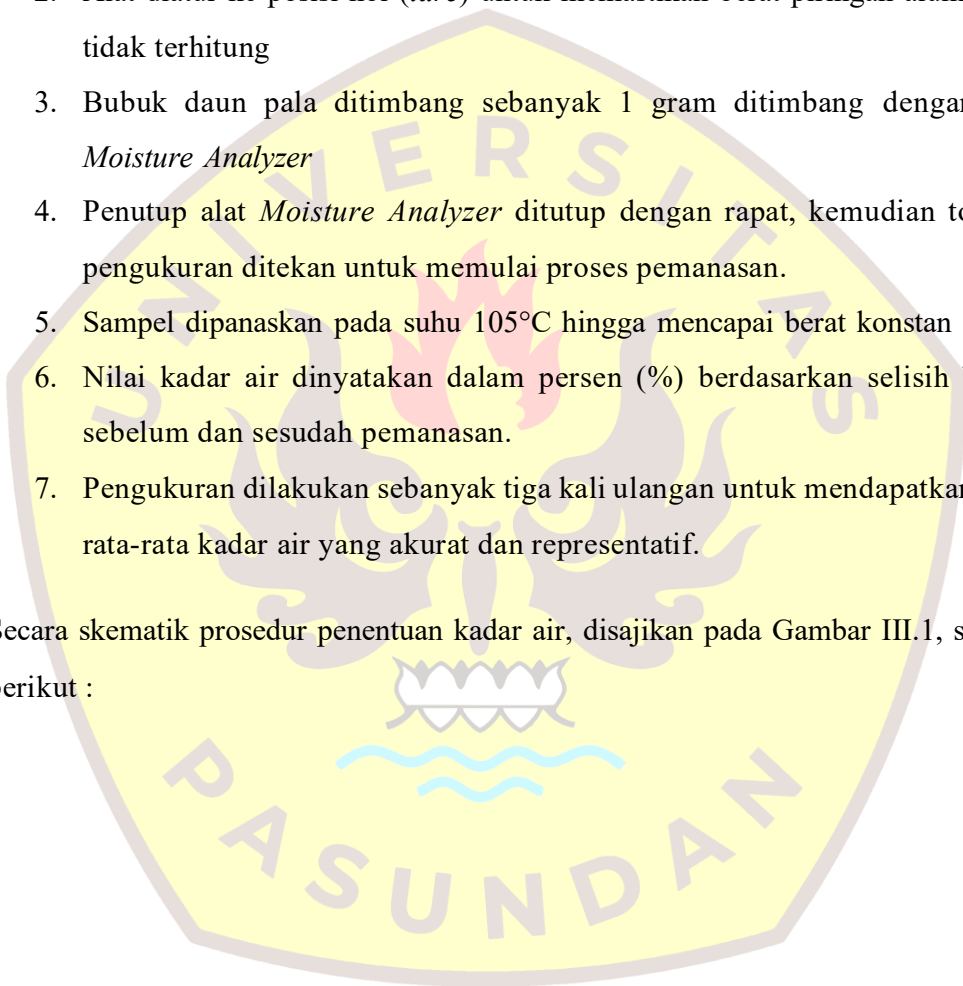 tidak terhitung
3. Bubuk daun pala ditimbang sebanyak 1 gram ditimbang dengan
Moisture Analyzer
4. Penutup alat Moisture Analyzer ditutup dengan rapat, kemudian
pengukuran ditekan untuk memulai proses pemanasan.
5. Sampel dipanaskan pada suhu 105°C hingga mencapai berat konstan
6. Nilai kadar air dinyatakan dalam persen (%) berdasarkan selisih
sebelum dan sesudah pemanasan.
7. Pengukuran dilakukan sebanyak tiga kali ulangan untuk mendapatkan
rata-rata kadar air yang akurat dan representatif.
Secara skematik prosedur penentuan kadar air, disajikan pada Gambar III.1,
berikut :
UNIVERSITAS
PASUNDAN